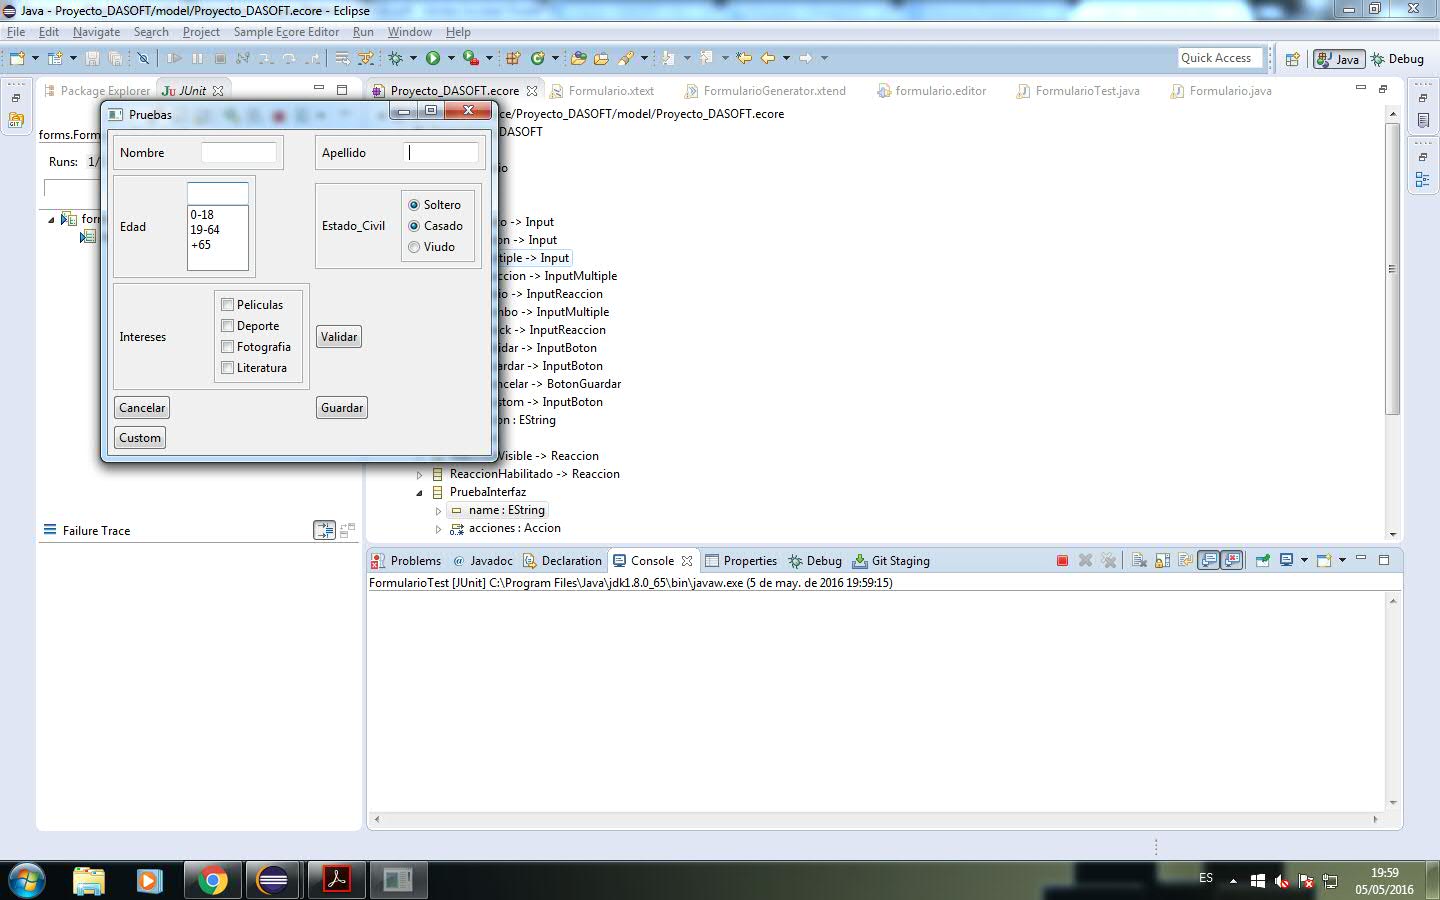 Java - Proyecto_DASOFT/model/Proyecto_DASOFT.ecore - Eclipse
File Edit Navigate Search Project Sample Ecore Editor Run Window Help
Quick Access Java Debug
Package Explorer JUnit
Proyecto_DASOFT.ecore Formulario.xtext FormularioGenerator.xtend formulario.editor FormularioTest.java Formulario.java
Pruebas
Nombre
Apellido
Edad
0-18
19-64
+65
Estado_Civil
Soltero
Casado
Viudo
Intereses
Peliculas
Deporte
Fotografia
Literatura
Validar
Cancelar
Guardar
Custom
forms.Form
Runs: 1/
form
ce/Proyecto_DASOFT/model/Proyecto_DASOFT.ecore
DASOFT
io
o -> Input
on -> Input
tiple -> Input
ccion -> InputMultiple
io -> InputReaccion
mbo -> InputMultiple
ck -> InputReaccion
idar -> InputBoton
ardar -> InputBoton
ncelar -> BotonGuardar
stom -> InputBoton
on : EString
Visible -> Reaccion
ReaccionHabilitado -> Reaccion
PruebaInterfaz
name : EString
0..* acciones : Accion
Failure Trace
Problems @ Javadoc Declaration Console Properties Debug Git Staging
FormularioTest [JUnit] C:\Program Files\Java\jdk1.8.0_65\bin\javaw.exe (5 de may. de 2016 19:59:15)
ES
19:59
05/05/2016